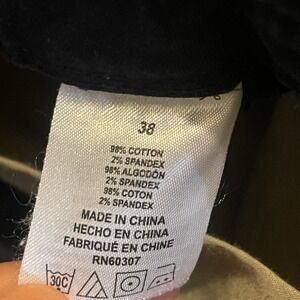 38
98% COTTON
2% SPANDEX
98% ALGODÓN
2% SPANDEX
98% COTON
2% SPANDEX
MADE IN CHINA
HECHO EN CHINA
FABRIQUÉ EN CHINE
RN60307
30C